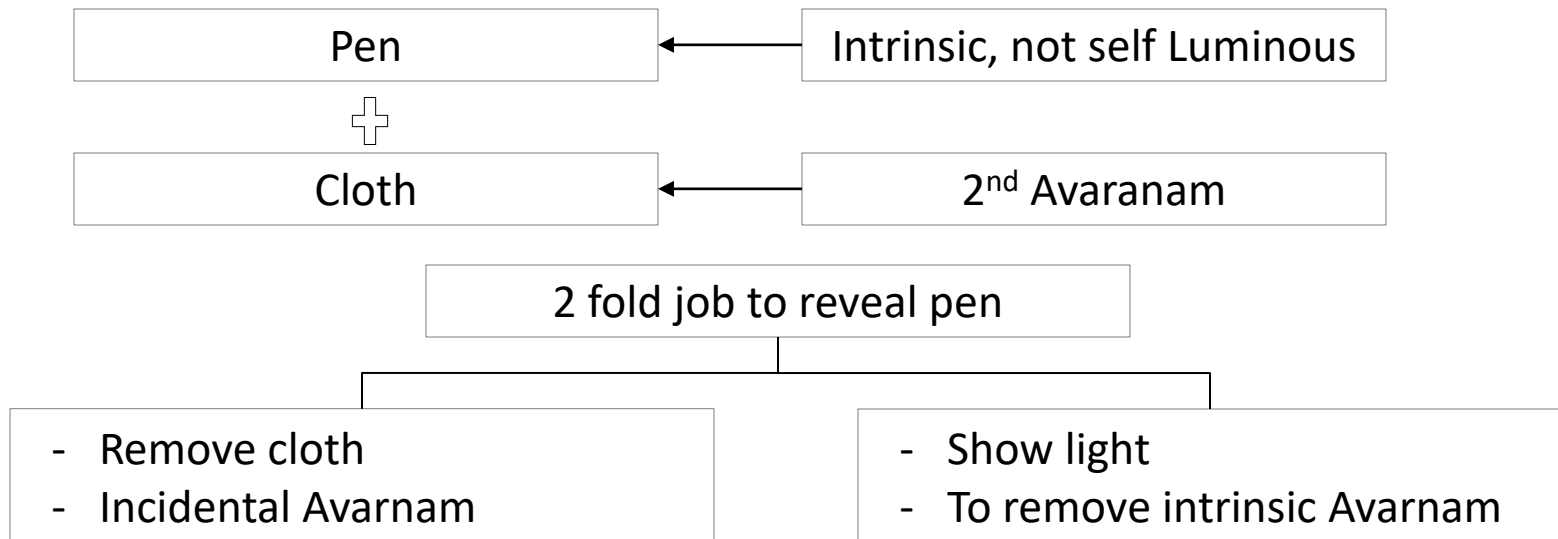 Pen
Intrinsic, not self Luminous
Cloth
2nd Avaranam
2 fold job to reveal pen
- Remove cloth
- Incidental Avarnam
- Show light
- To remove intrinsic Avarnam